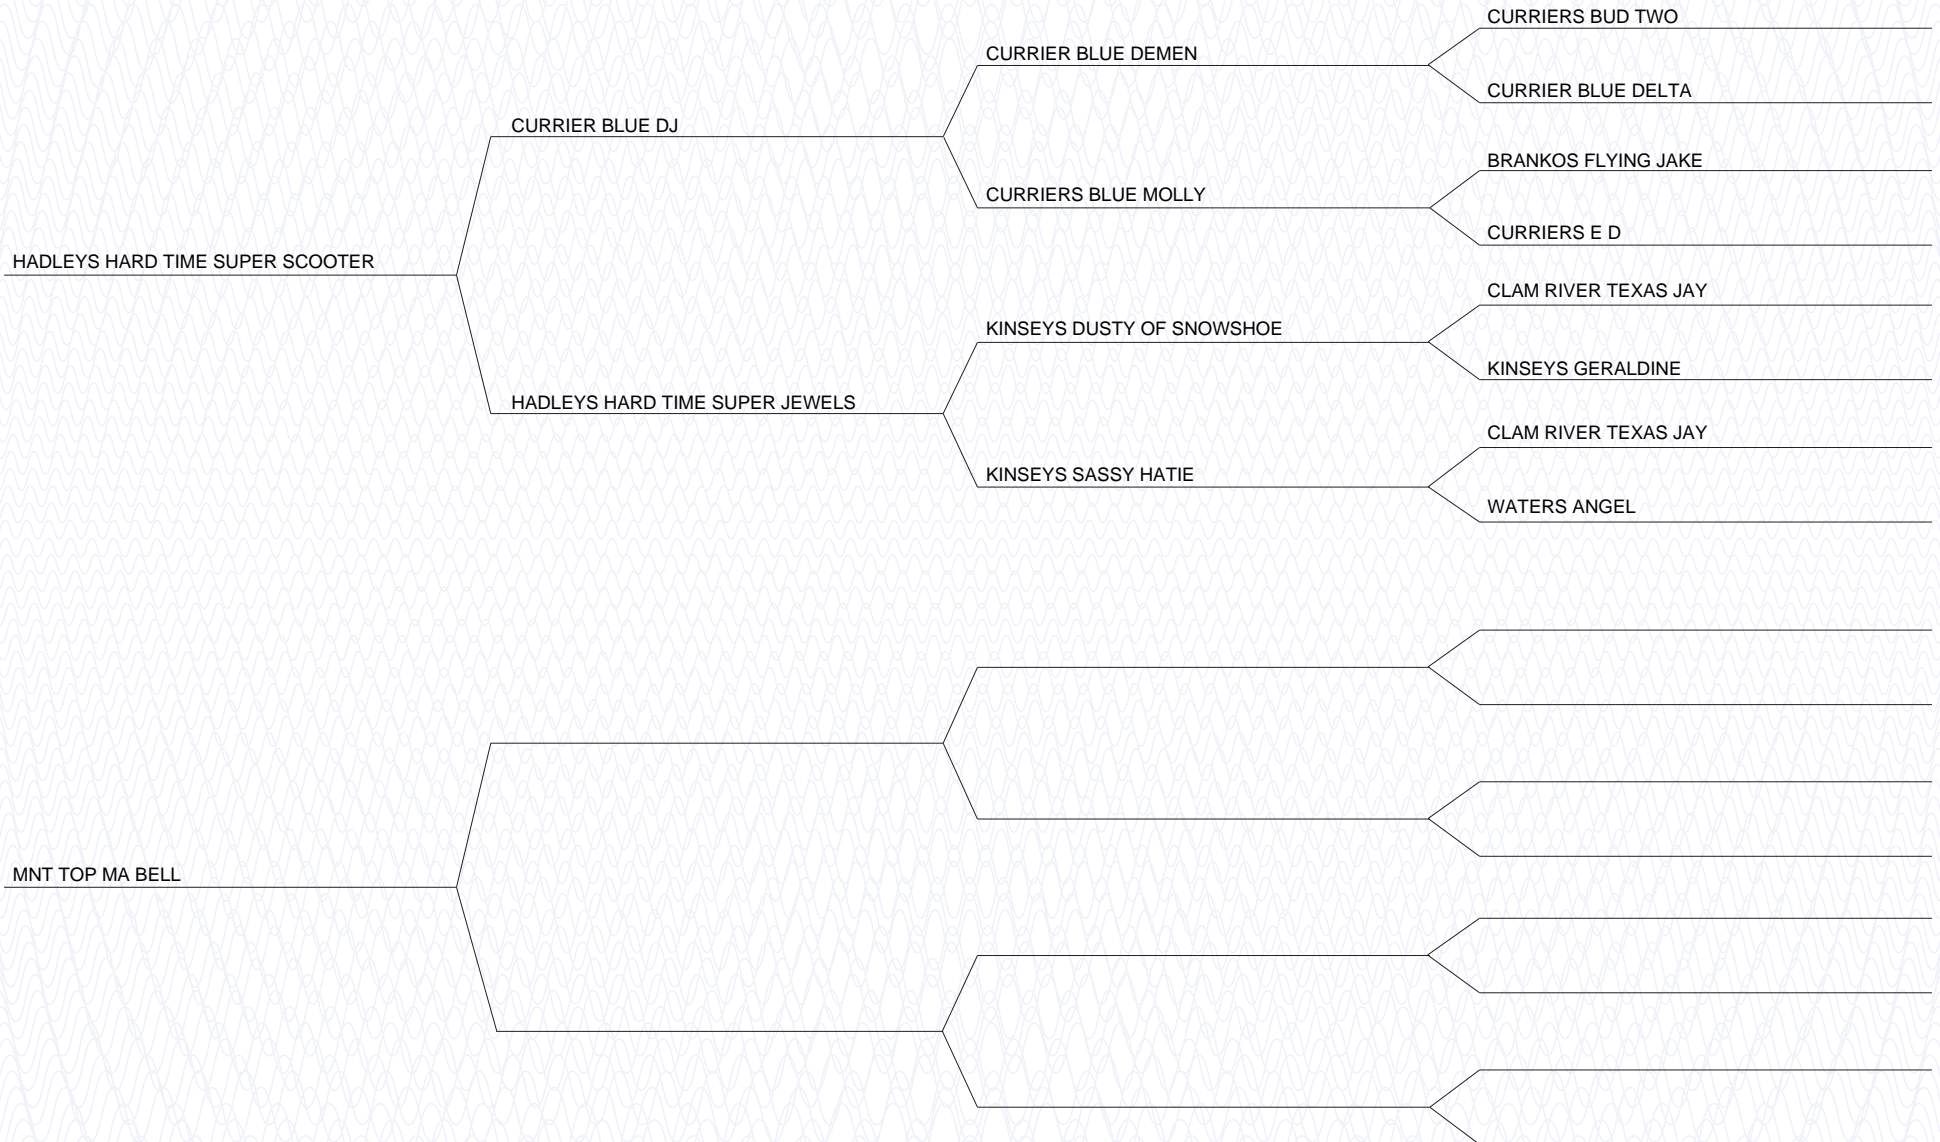 CURRIERS BUD TWO
CURRIER BLUE DEMEN
CURRIER BLUE DELTA
CURRIER BLUE DJ
BRANKOS FLYING JAKE
CURRIERS BLUE MOLLY
CURRIERS E D
HADLEYS HARD TIME SUPER SCOOTER
CLAM RIVER TEXAS JAY
KINSEYS DUSTY OF SNOWSHOE
KINSEYS GERALDINE
HADLEYS HARD TIME SUPER JEWELS
CLAM RIVER TEXAS JAY
KINSEYS SASSY HATIE
WATERS ANGEL
MNT TOP MA BELL